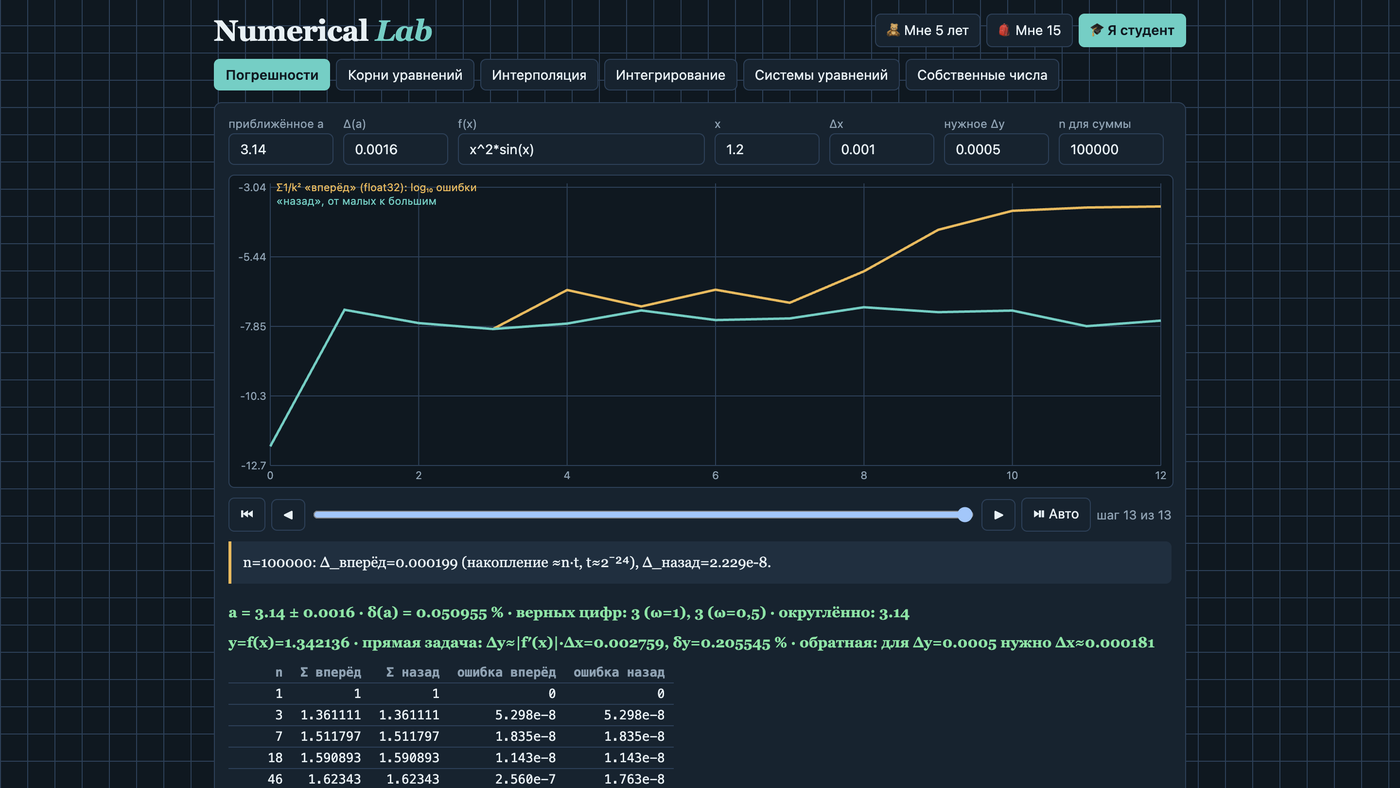 Numerical Lab
🧸 Мне 5 лет
🎒 Мне 15
🎓 Я студент
Погрешности
Корни уравнений
Интерполяция
Интегрирование
Системы уравнений
Собственные числа
приближённое a
Δ(a)
f(x)
x
Δx
нужное Δy
n для суммы
3.14
0.0016
x^2*sin(x)
1.2
0.001
0.0005
100000
Σ1/k² «вперёд» (float32): log₁₀ ошибки
«назад», от малых к большим
-3.04
-5.44
-7.85
-10.3
-12.7
0 2 4 6 8 10 12
⏮ ◀ ▶ ⏯ Авто шаг 13 из 13
n=100000: Δ_вперёд=0.000199 (накопление ≈n·t, t≈2⁻²⁴), Δ_назад=2.229e-8.
a = 3.14 ± 0.0016 · δ(a) = 0.050955 % · верных цифр: 3 (ω=1), 3 (ω=0,5) · округлённо: 3.14
y=f(x)=1.342136 · прямая задача: Δy≈|f′(x)|·Δx=0.002759, δy=0.205545 % · обратная: для Δy=0.0005 нужно Δx≈0.000181
n Σ вперёд Σ назад ошибка вперёд ошибка назад
1 1 1 0 0
3 1.361111 1.361111 5.298e-8 5.298e-8
7 1.511797 1.511797 1.835e-8 1.835e-8
18 1.590893 1.590893 1.143e-8 1.143e-8
46 1.62343 1.62343 2.560e-7 1.763e-8